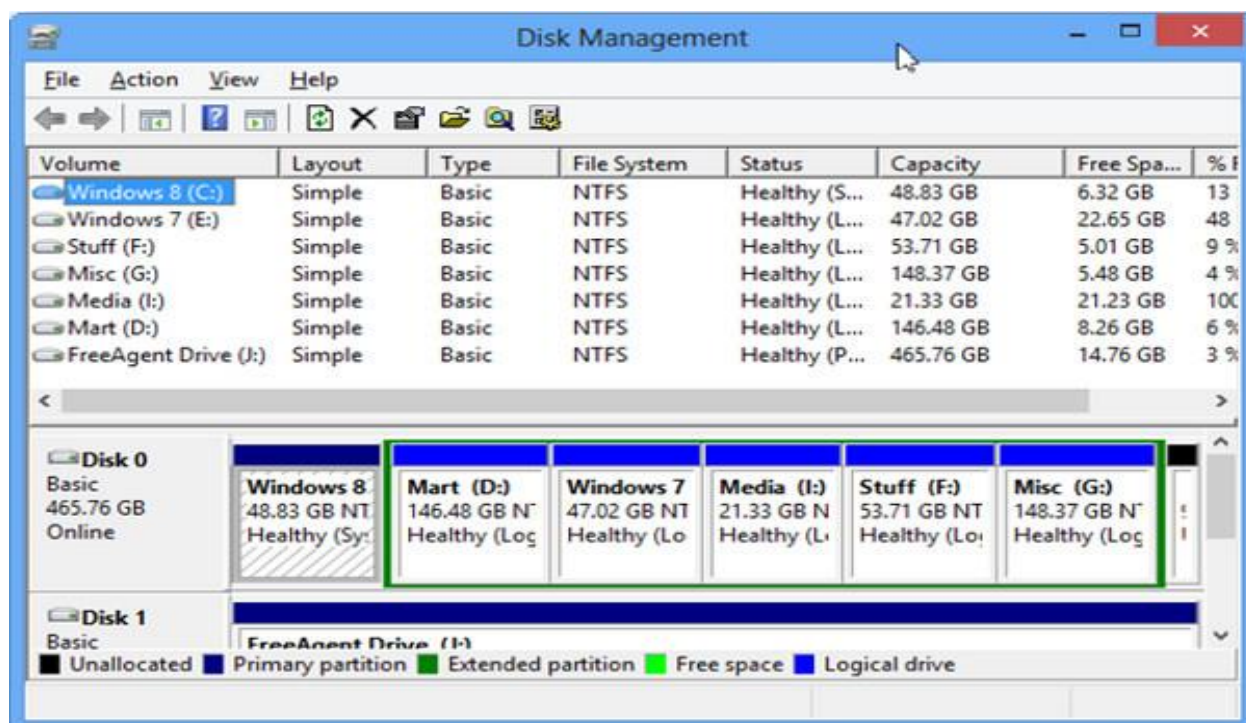 Disk Management
File Action View Help
Volume Layout Type File System Status Capacity Free Spa... %
Windows 8 (C:) Simple Basic NTFS Healthy (S... 48.83 GB 6.32 GB 13
Windows 7 (E:) Simple Basic NTFS Healthy (L... 47.02 GB 22.65 GB 48
Stuff (F:) Simple Basic NTFS Healthy (L... 53.71 GB 5.01 GB 9 %
Misc (G:) Simple Basic NTFS Healthy (L... 148.37 GB 5.48 GB 4 %
Media (I:) Simple Basic NTFS Healthy (L... 21.33 GB 21.23 GB 100
Mart (D:) Simple Basic NTFS Healthy (L... 146.48 GB 8.26 GB 6 %
FreeAgent Drive (J:) Simple Basic NTFS Healthy (P... 465.76 GB 14.76 GB 3 %
Disk 0
Basic
465.76 GB
Online
Windows 8
48.83 GB NT
Healthy (Sy
Mart (D:)
146.48 GB N
Healthy (Log
Windows 7
47.02 GB NT
Healthy (Lo
Media (I:)
21.33 GB N
Healthy (L
Stuff (F:)
53.71 GB NT
Healthy (Lo
Misc (G:)
148.37 GB N
Healthy (Log
Disk 1
Basic
FreeAgent Drive (J:)
Unallocated Primary partition Extended partition Free space Logical drive